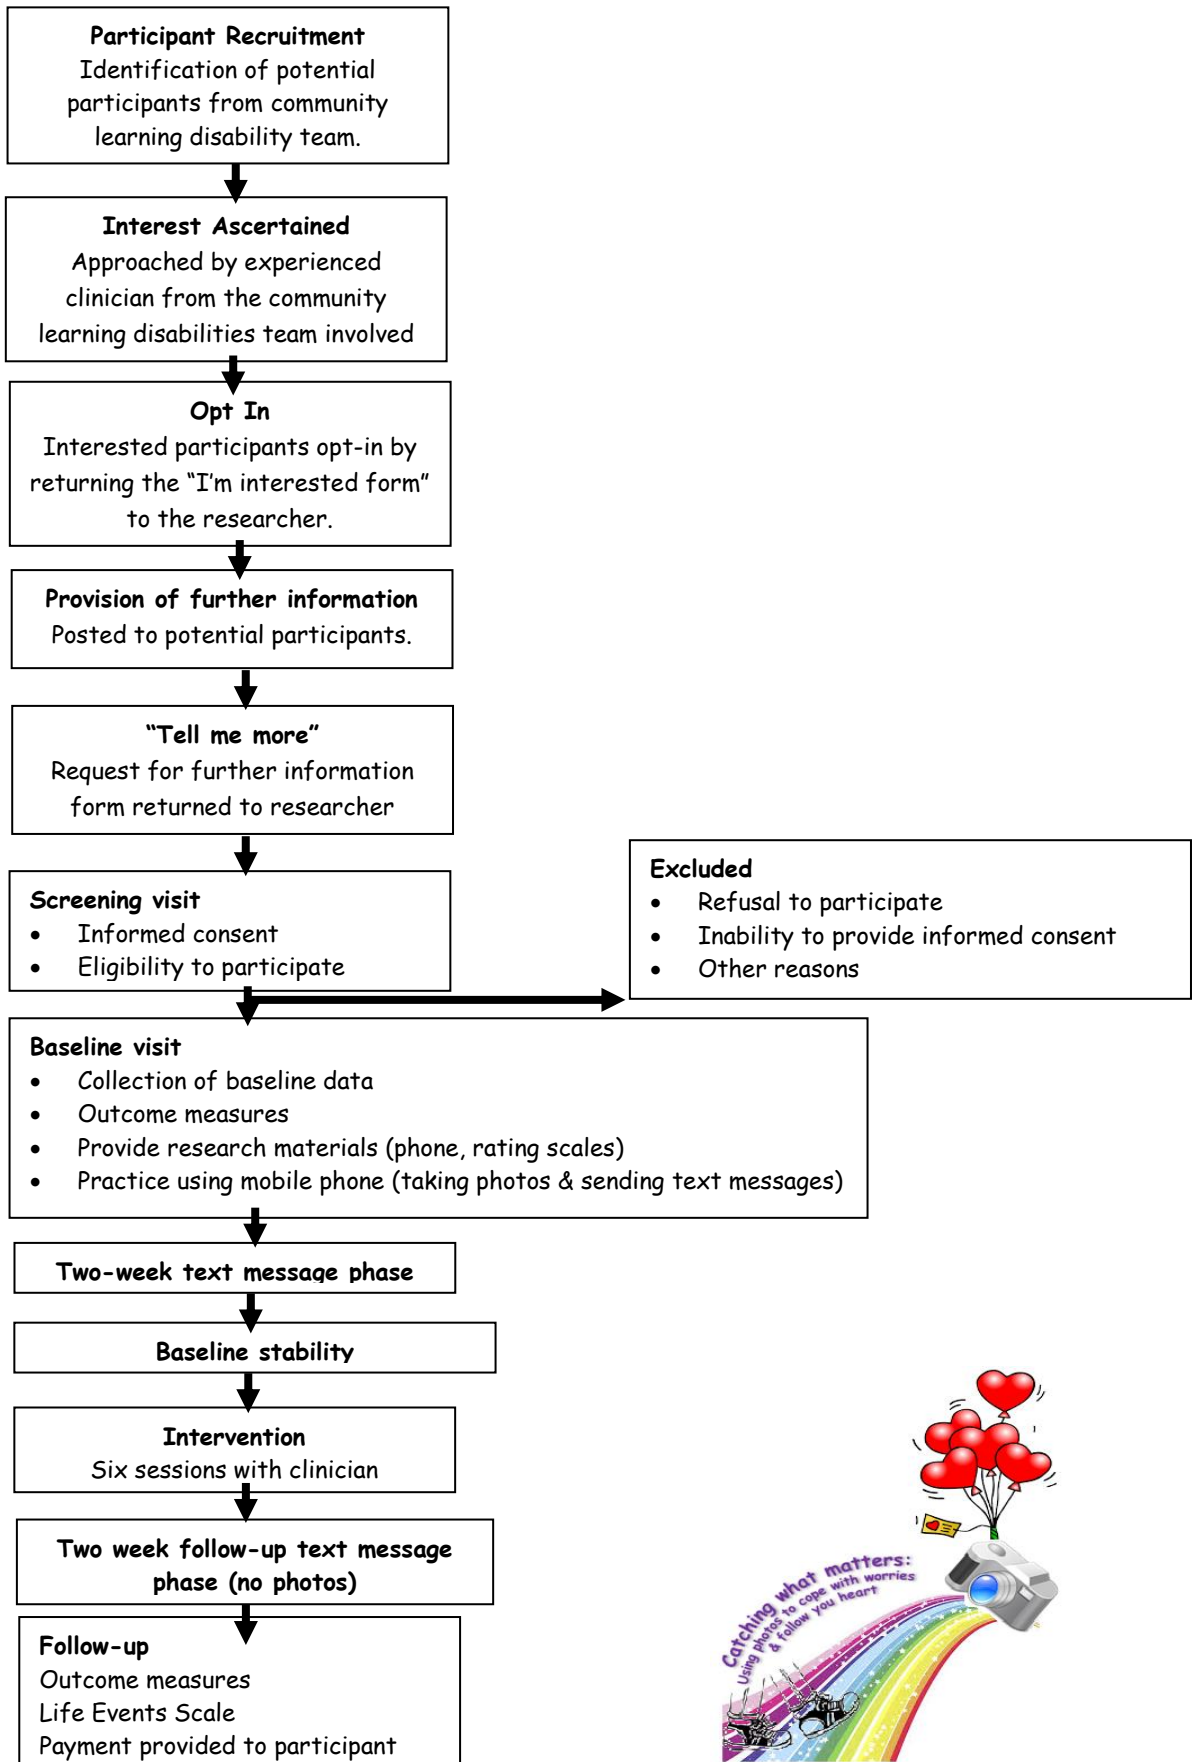 Participant Recruitment
Identification of potential
participants from community
learning disability team.
Interest Ascertained
Approached by experienced
clinician from the community
learning disabilities team involved
Opt In
Interested participants opt-in by
returning the “I’m interested form”
to the researcher.
Provision of further information
Posted to potential participants.
“Tell me more”
Request for further information
form returned to researcher
Screening visit
• Informed consent
• Eligibility to participate
Excluded
• Refusal to participate
• Inability to provide informed consent
• Other reasons
Baseline visit
• Collection of baseline data
• Outcome measures
• Provide research materials (phone, rating scales)
• Practice using mobile phone (taking photos & sending text messages)
Two-week text message phase
Baseline stability
Intervention
Six sessions with clinician
Two week follow-up text message
phase (no photos)
Follow-up
Outcome measures
Life Events Scale
Payment provided to participant
Catching what matters:
Using photos to cope with worries
& follow you heart